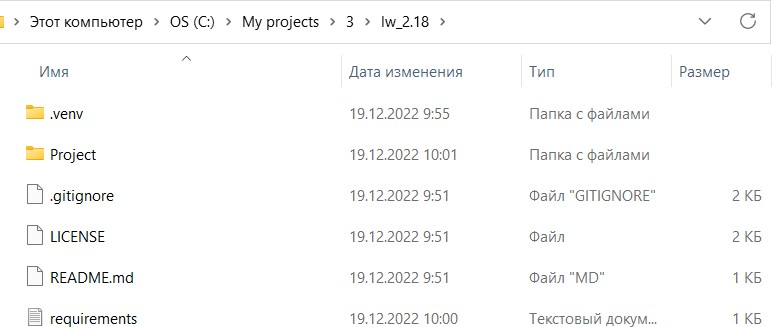 Этот компьютер > OS (C:) > My projects > 3 > lw_2.18 >
Имя Дата изменения Тип Размер
.venv 19.12.2022 9:55 Папка с файлами
Project 19.12.2022 10:01 Папка с файлами
.gitignore 19.12.2022 9:51 Файл "GITIGNORE" 2 КБ
LICENSE 19.12.2022 9:51 Файл 2 КБ
README.md 19.12.2022 9:51 Файл "MD" 1 КБ
requirements 19.12.2022 10:00 Текстовый докум... 1 КБ